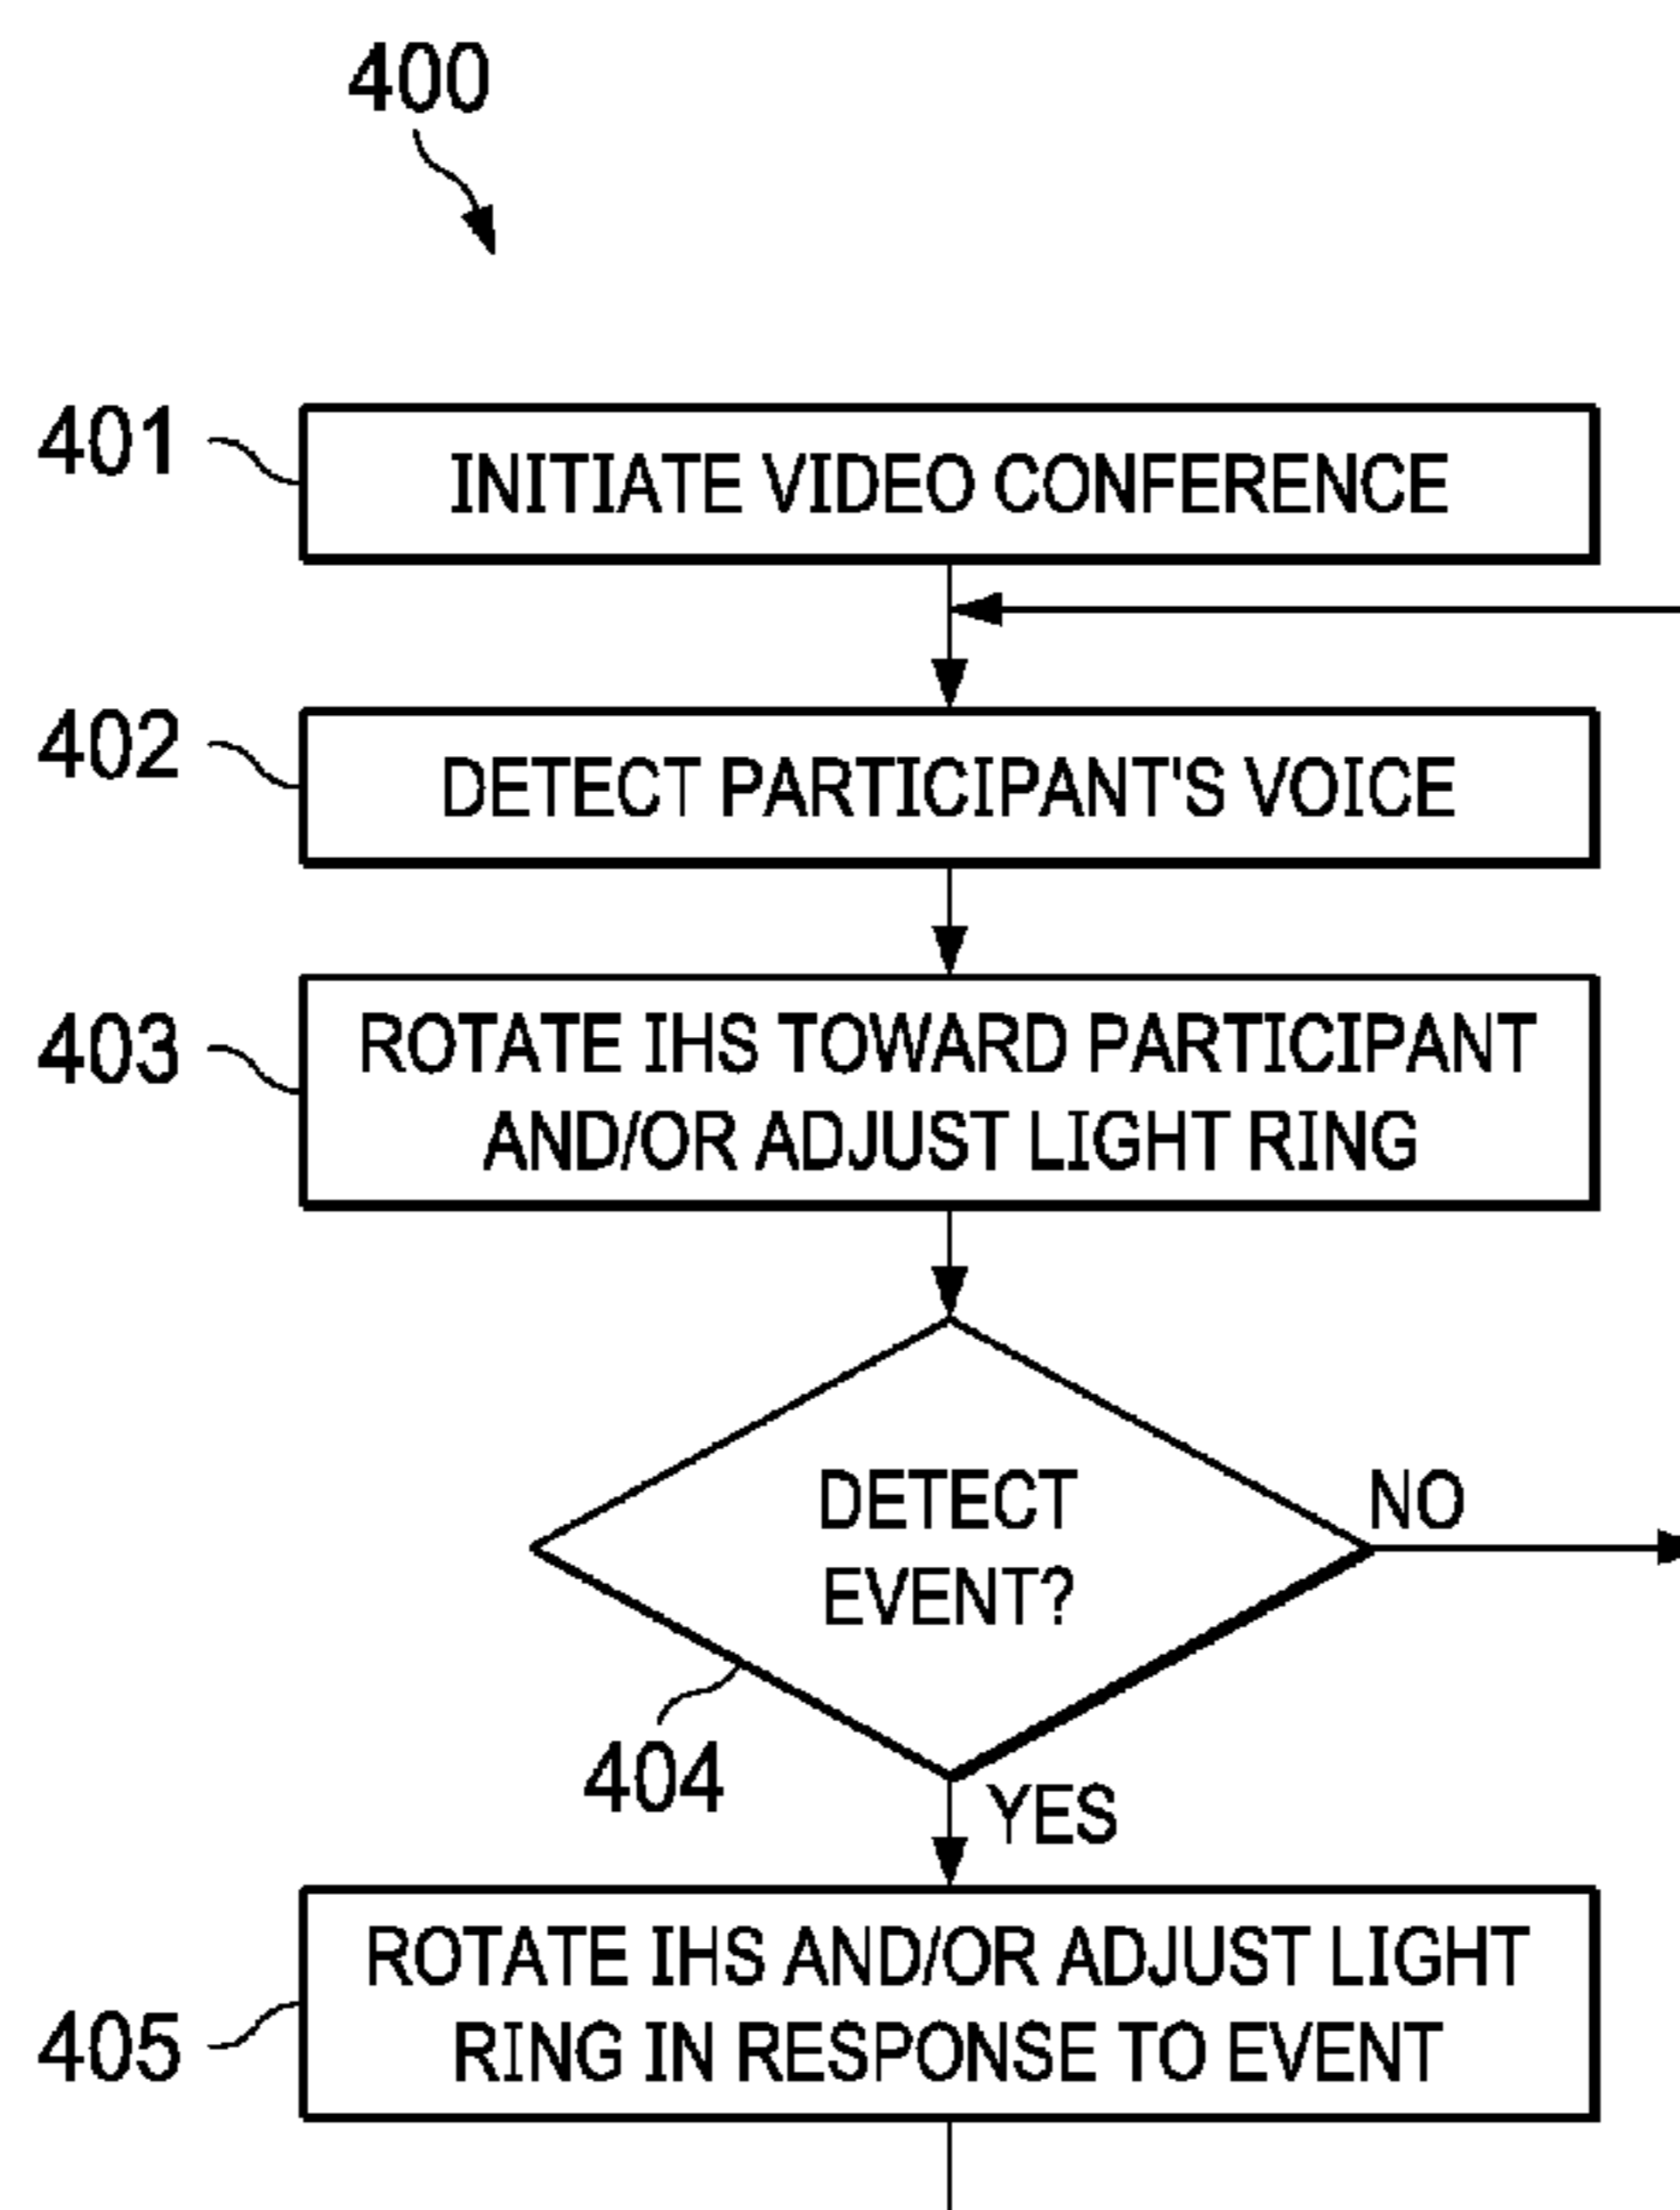 400
401
INITIATE VIDEO CONFERENCE
402
DETECT PARTICIPANT'S VOICE
403
ROTATE IHS TOWARD PARTICIPANT
AND/OR ADJUST LIGHT RING
DETECT
EVENT?
NO
404
YES
405
ROTATE IHS AND/OR ADJUST LIGHT
RING IN RESPONSE TO EVENT